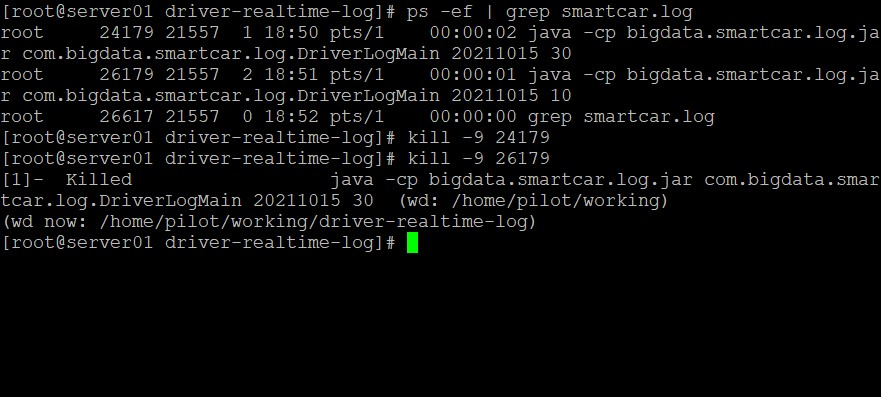 [root@server01 driver-realtime-log]# ps -ef | grep smartcar.log
root     24179 21557  1 18:50 pts/1    00:00:02 java -cp bigdata.smartcar.log.ja
r com.bigdata.smartcar.log.DriverLogMain 20211015 30
root     26179 21557  2 18:51 pts/1    00:00:01 java -cp bigdata.smartcar.log.ja
r com.bigdata.smartcar.log.DriverLogMain 20211015 10
root     26617 21557  0 18:52 pts/1    00:00:00 grep smartcar.log
[root@server01 driver-realtime-log]# kill -9 24179
[root@server01 driver-realtime-log]# kill -9 26179
[1]-  Killed                  java -cp bigdata.smartcar.log.jar com.bigdata.smar
tcar.log.DriverLogMain 20211015 30  (wd: /home/pilot/working)
(wd now: /home/pilot/working/driver-realtime-log)
[root@server01 driver-realtime-log]#